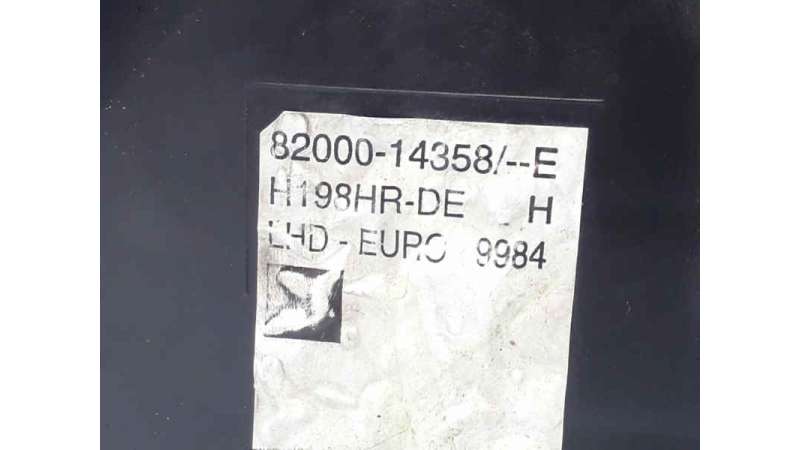 82000-14358/--E
H198HR-DE _ H
LHD - EURO 9984